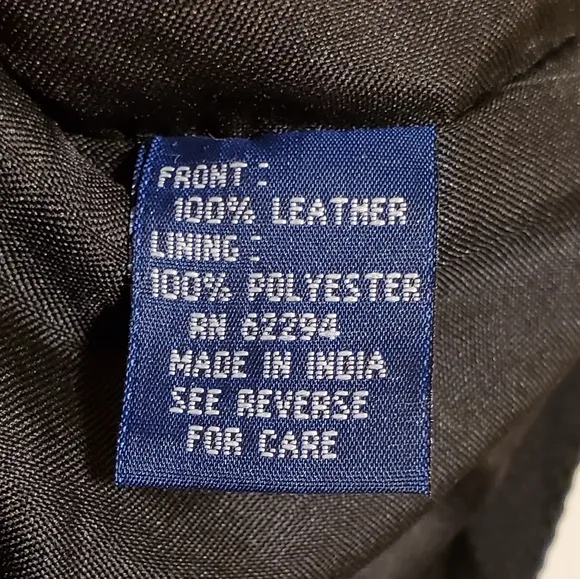 FRONT:
100% LEATHER
LINING:
100% POLYESTER
RN 62294
MADE IN INDIA
SEE REVERSE
FOR CARE